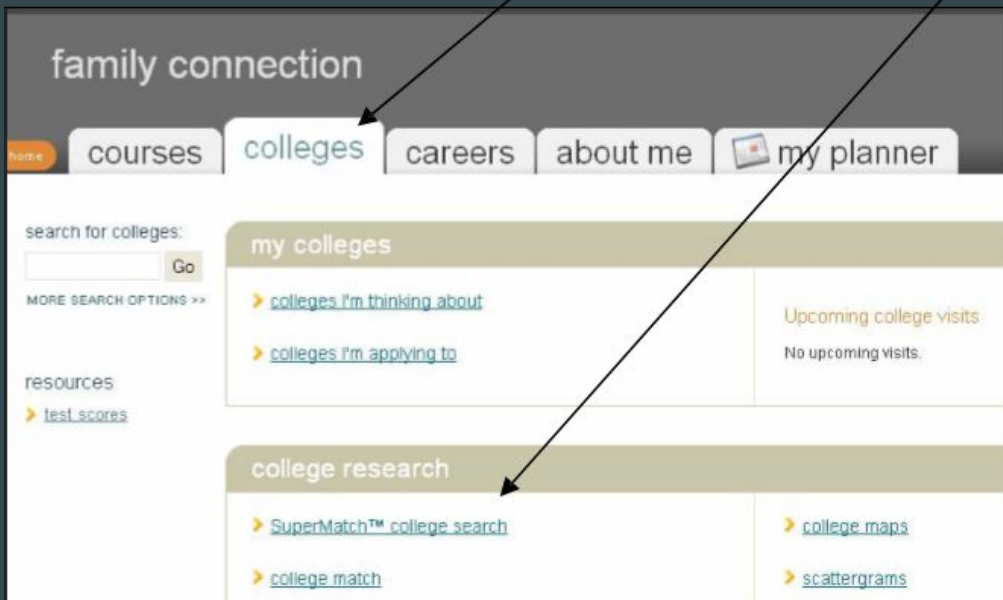 family connection
home
courses
colleges
careers
about me
my planner
search for colleges:
Go
MORE SEARCH OPTIONS >>
resources
test scores
my colleges
colleges I'm thinking about
colleges I'm applying to
Upcoming college visits
No upcoming visits.
college research
SuperMatch™ college search
college match
college maps
scattergrams